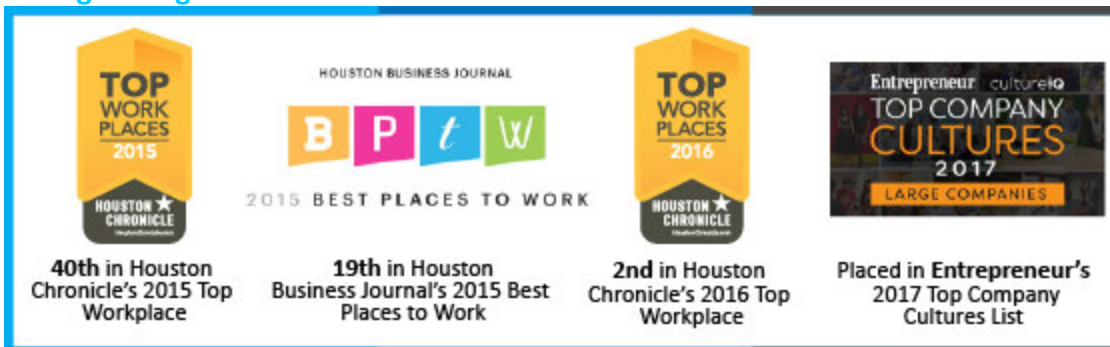 TOP
WORK
PLACES
2015
HOUSTON
CHRONICLE
40th in Houston
Chronicle's 2015 Top
Workplace
HOUSTON BUSINESS JOURNAL
B P t W
2015 BEST PLACES TO WORK
19th in Houston
Business Journal's 2015 Best
Places to Work
TOP
WORK
PLACES
2016
HOUSTON
CHRONICLE
2nd in Houston
Chronicle's 2016 Top
Workplace
Entrepreneur cultureIQ
TOP COMPANY
CULTURES
2017
LARGE COMPANIES
Placed in Entrepreneur's
2017 Top Company
Cultures List